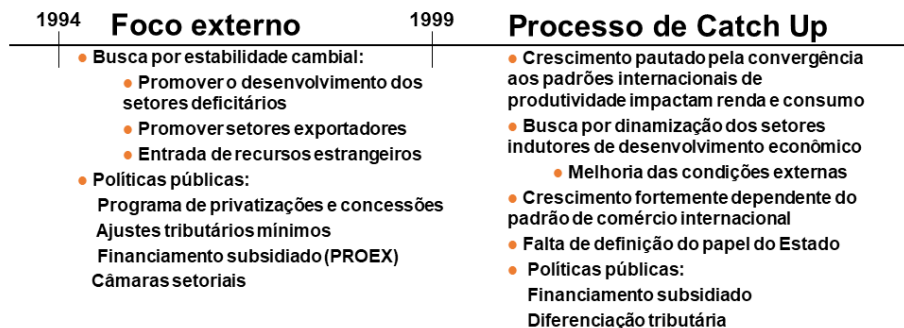 1994 Foco externo
• Busca por estabilidade cambial:
• Promover o desenvolvimento dos
setores deficitários
• Promover setores exportadores
• Entrada de recursos estrangeiros
• Políticas públicas:
Programa de privatizações e concessões
Ajustes tributários mínimos
Financiamento subsidiado (PROEX)
Câmaras setoriais
1999 Processo de Catch Up
• Crescimento pautado pela convergência
aos padrões internacionais de
produtividade impactam renda e consumo
• Busca por dinamização dos setores
indutores de desenvolvimento econômico
• Melhoria das condições externas
• Crescimento fortemente dependente do
padrão de comércio internacional
• Falta de definição do papel do Estado
• Políticas públicas:
Financiamento subsidiado
Diferenciação tributária